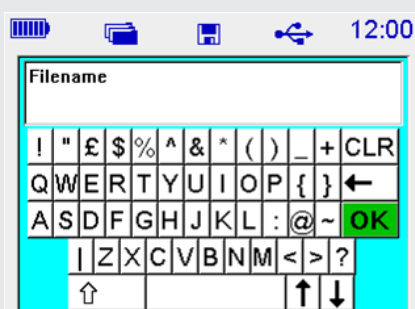 12:00
Filename
! " £ $ % ^ & * ( ) _ + CLR
Q W E R T Y U I O P { } ←
A S D F G H J K L : @ ~ OK
| Z X C V B N M < > ?
⇧ ↑ ↓